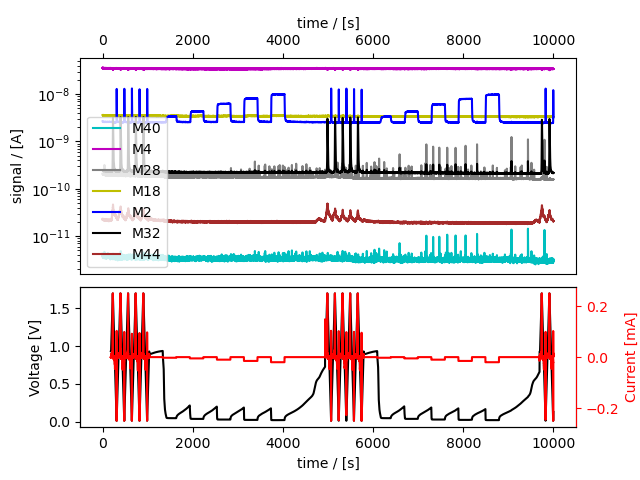 time / [s]
0 2000 4000 6000 8000 10000
signal / [A]
10⁻⁸
10⁻⁹
10⁻¹⁰
10⁻¹¹
M40
M4
M28
M18
M2
M32
M44
Voltage [V]
1.5
1.0
0.5
0.0
0.2
0.0
−0.2
Current [mA]
0 2000 4000 6000 8000 10000
time / [s]